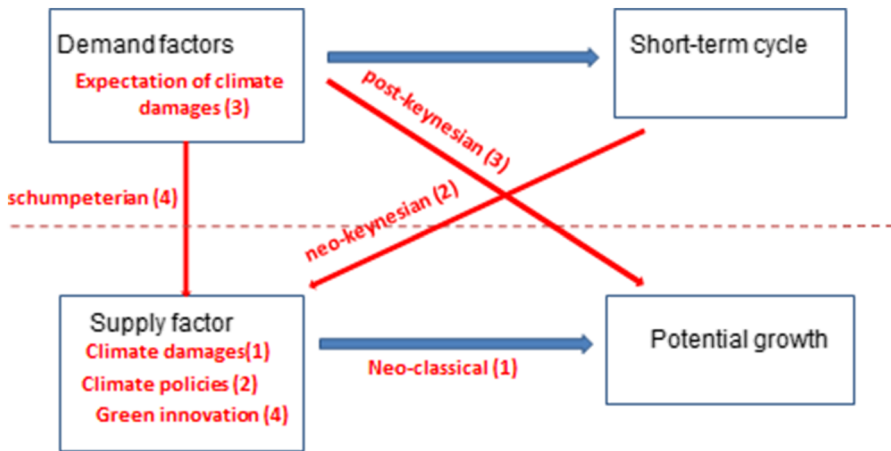 Demand factors
Expectation of climate
damages (3)
Short-term cycle
post-keynesian (3)
schumpeterian (4)
neo-keynesian (2)
Supply factor
Climate damages(1)
Climate policies (2)
Green innovation (4)
Neo-classical (1)
Potential growth